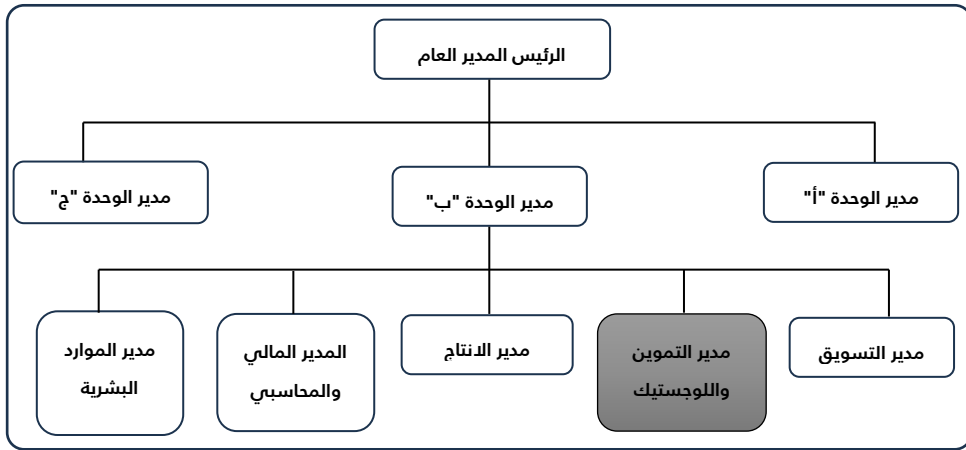 الرئيس المدير العام
مدير الوحدة "أ"
مدير الوحدة "ب"
مدير الوحدة "ج"
مدير التسويق
مدير التموين
واللوجستيك
مدير الانتاج
المدير المالي
والمحاسبي
مدير الموارد
البشرية